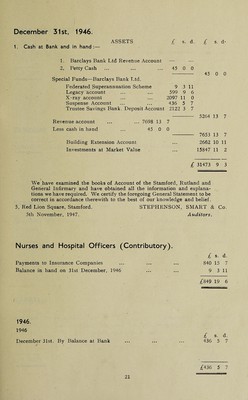 December 31st, 1946.
ASSETS £ s. d. £ s. d.
1. Cash at Bank and in hand :—
1. Barclays Bank Ltd Revenue Account — —
2. Petty Cash ... ... ... 45 0 0
45 0 0
Special Funds—Barclays Bank Ltd.
Federated Superannuation Scheme 9 3 11
Legacy account ... ... 599 9 6
X-ray account ... ... 2097 11 0
Suspense Account ... ... 436 5 7
Trustee Savings Bank. Deposit Account 2122 3 7
5264 13 7
Revenue account ... 7698 13 7
Less cash in hand ... 45 0 0
7653 13 7
Building Extension Account ... 2662 10 11
Investments at Market Value ... 15847 11 2
£ 31473 9 3
We have examined the books of Account of the Stamford, Rutland and
General Infirmary and have obtained all the information and explana-
tions we have required. We certify the foregoing General Statement to be
correct in accordance therewith to the best of our knowledge and belief.
3, Red Lion Square, Stamford. STEPHENSON, SMART & Co.
5th November, 1947. Auditors.
Nurses and Hospital Officers (Contributory).
£ s. d.
Payments to Insurance Companies ... ... 840 15 7
Balance in hand on 31st December, 1946 ... ... 9 3 11
£849 19 6
1946.
1946 £ s. d.
December 31st. By Balance at Bank ... ... ... 436 5 7
£436 5 7